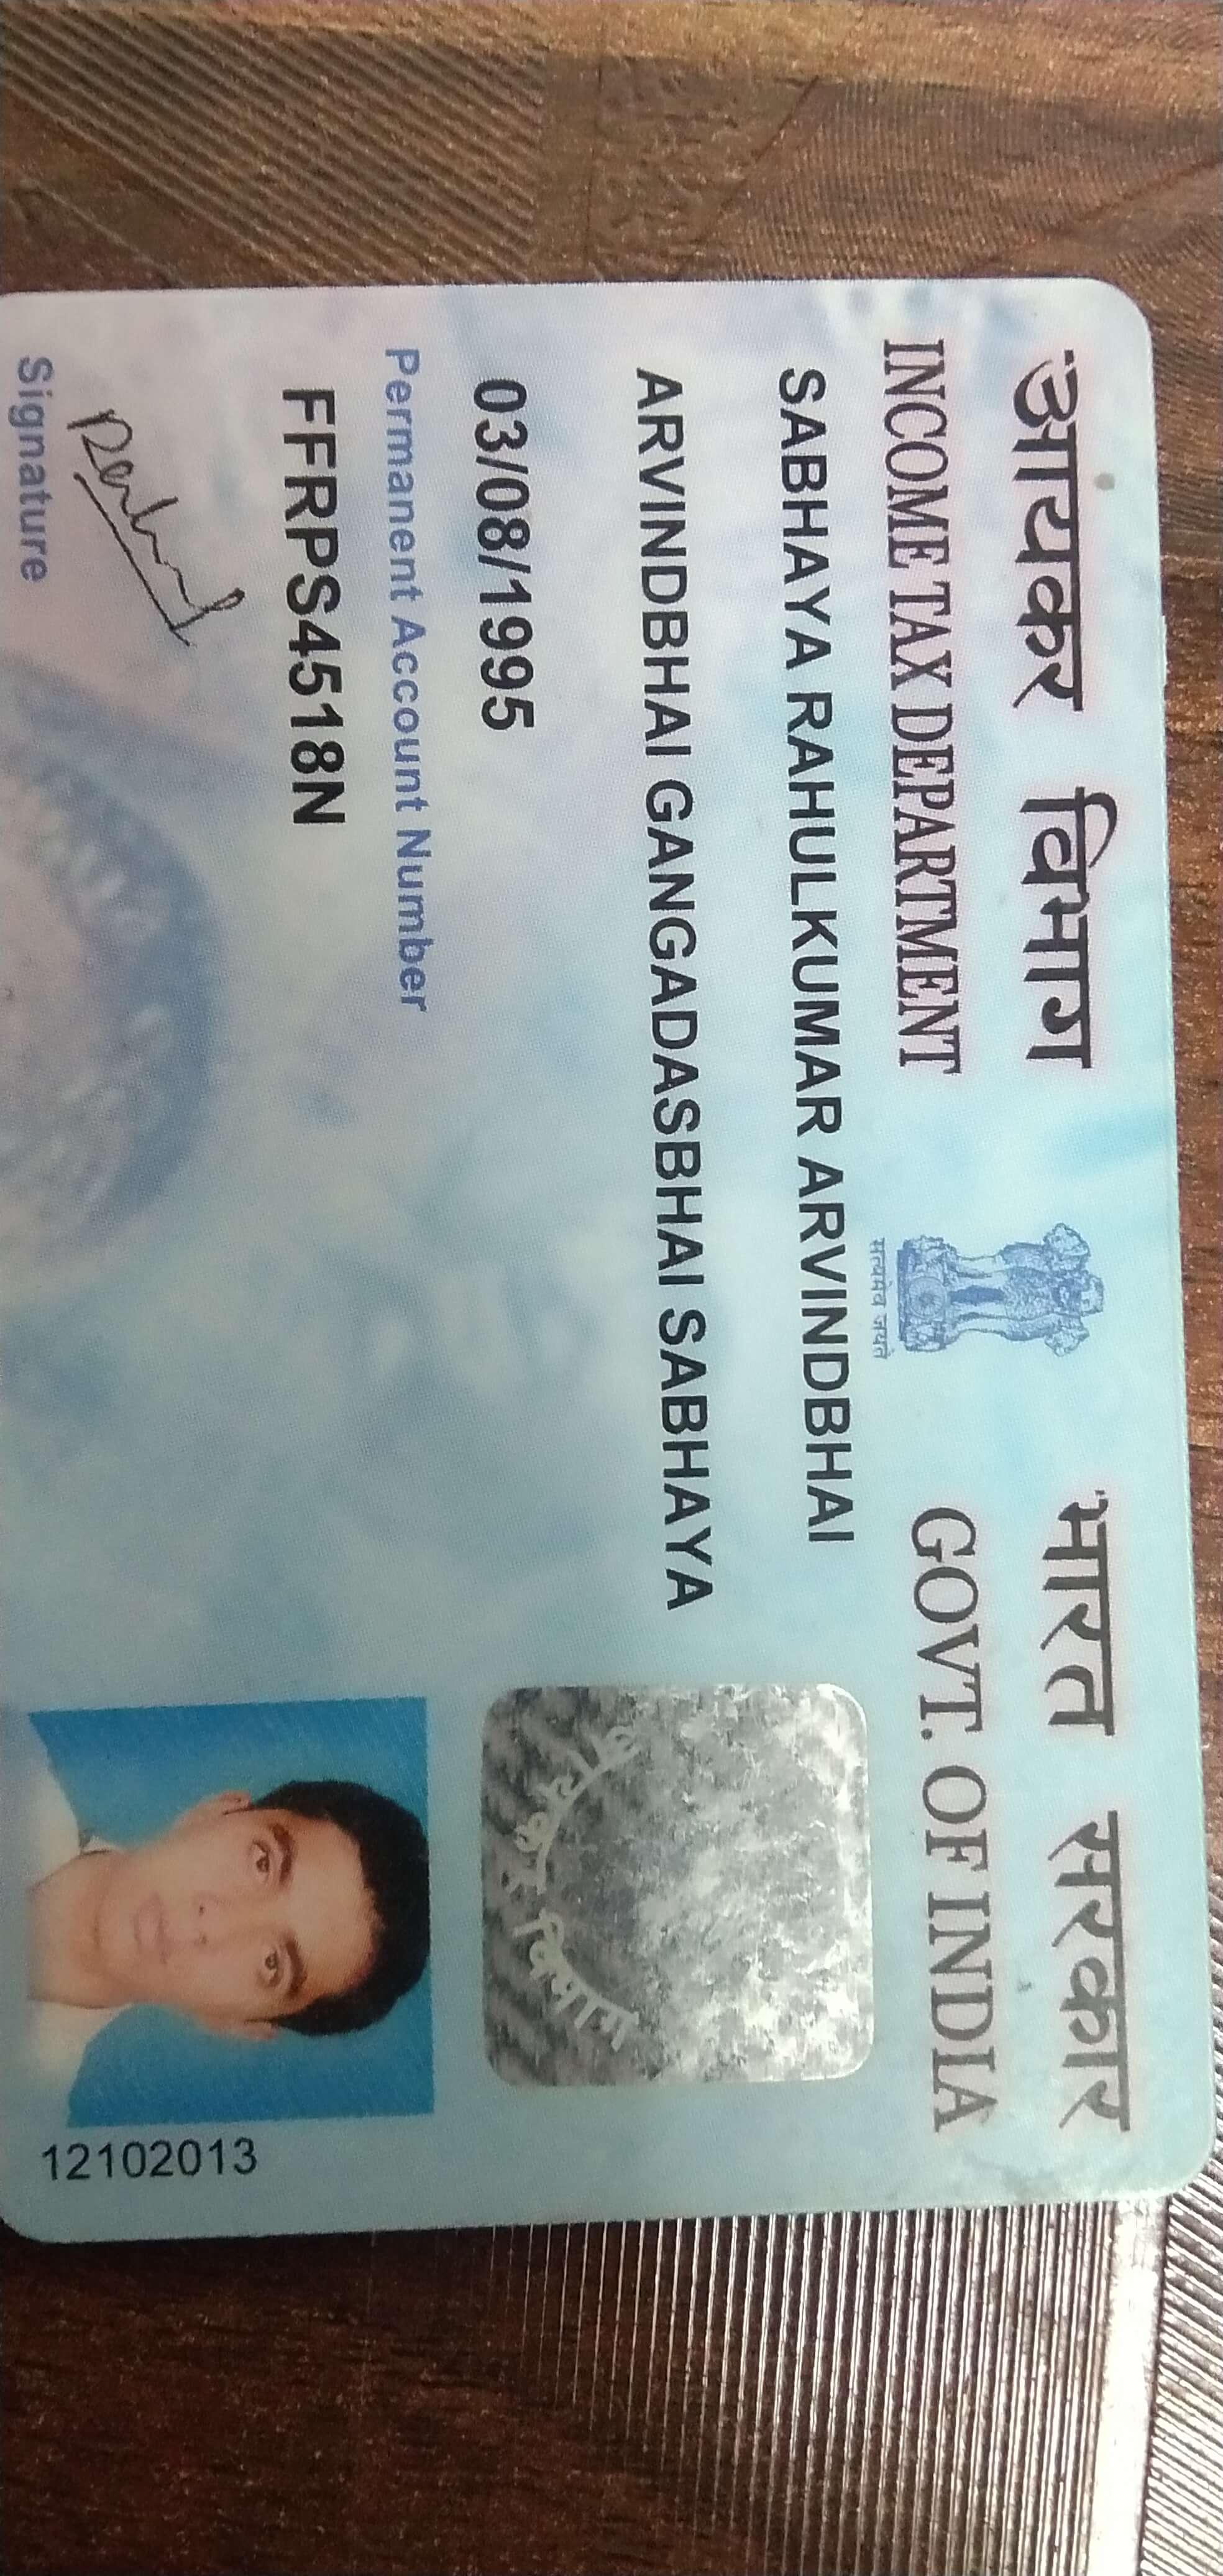 आयकर विभाग
INCOME TAX DEPARTMENT
सत्यमेव जयते
भारत सरकार
GOVT. OF INDIA
SABHAYA RAHULKUMAR ARVINDBHAI
ARVINDBHAI GANGADASBHAI SABHAYA
03/08/1995
Permanent Account Number
FFRPS4518N
Signature
आयकर विभाग
12102013